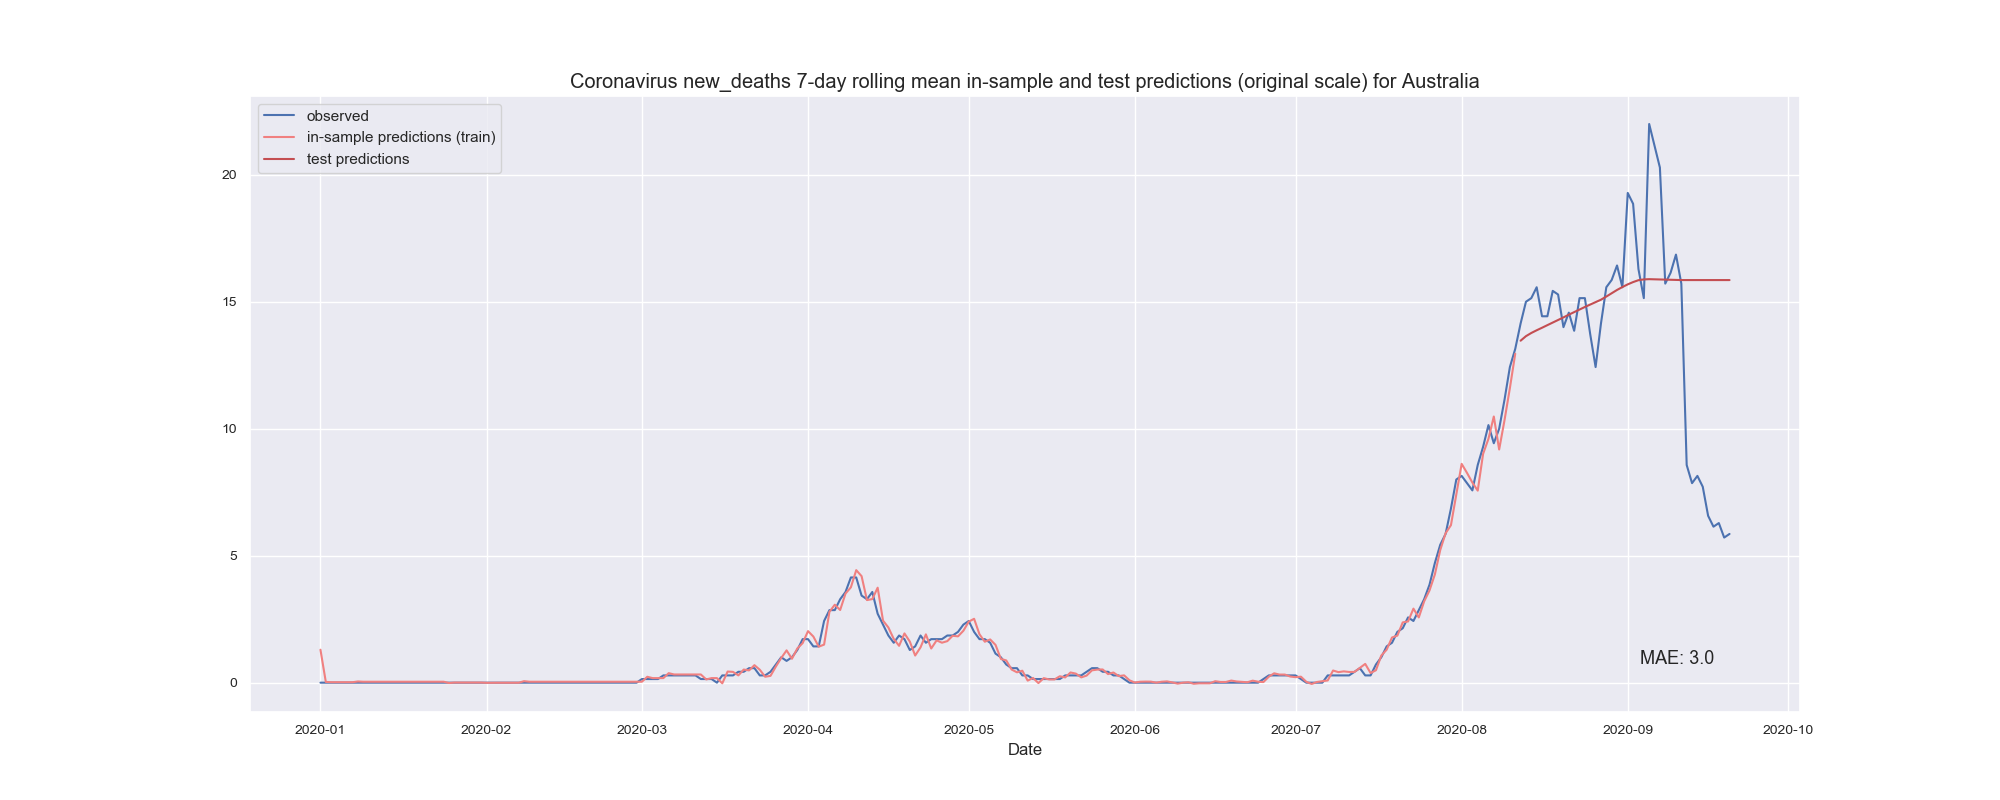 Coronavirus new_deaths 7-day rolling mean in-sample and test predictions (original scale) for Australia
observed
in-sample predictions (train)
test predictions
20
15
10
5
0
MAE: 3.0
2020-01 2020-02 2020-03 2020-04 2020-05 2020-06 2020-07 2020-08 2020-09 2020-10
Date